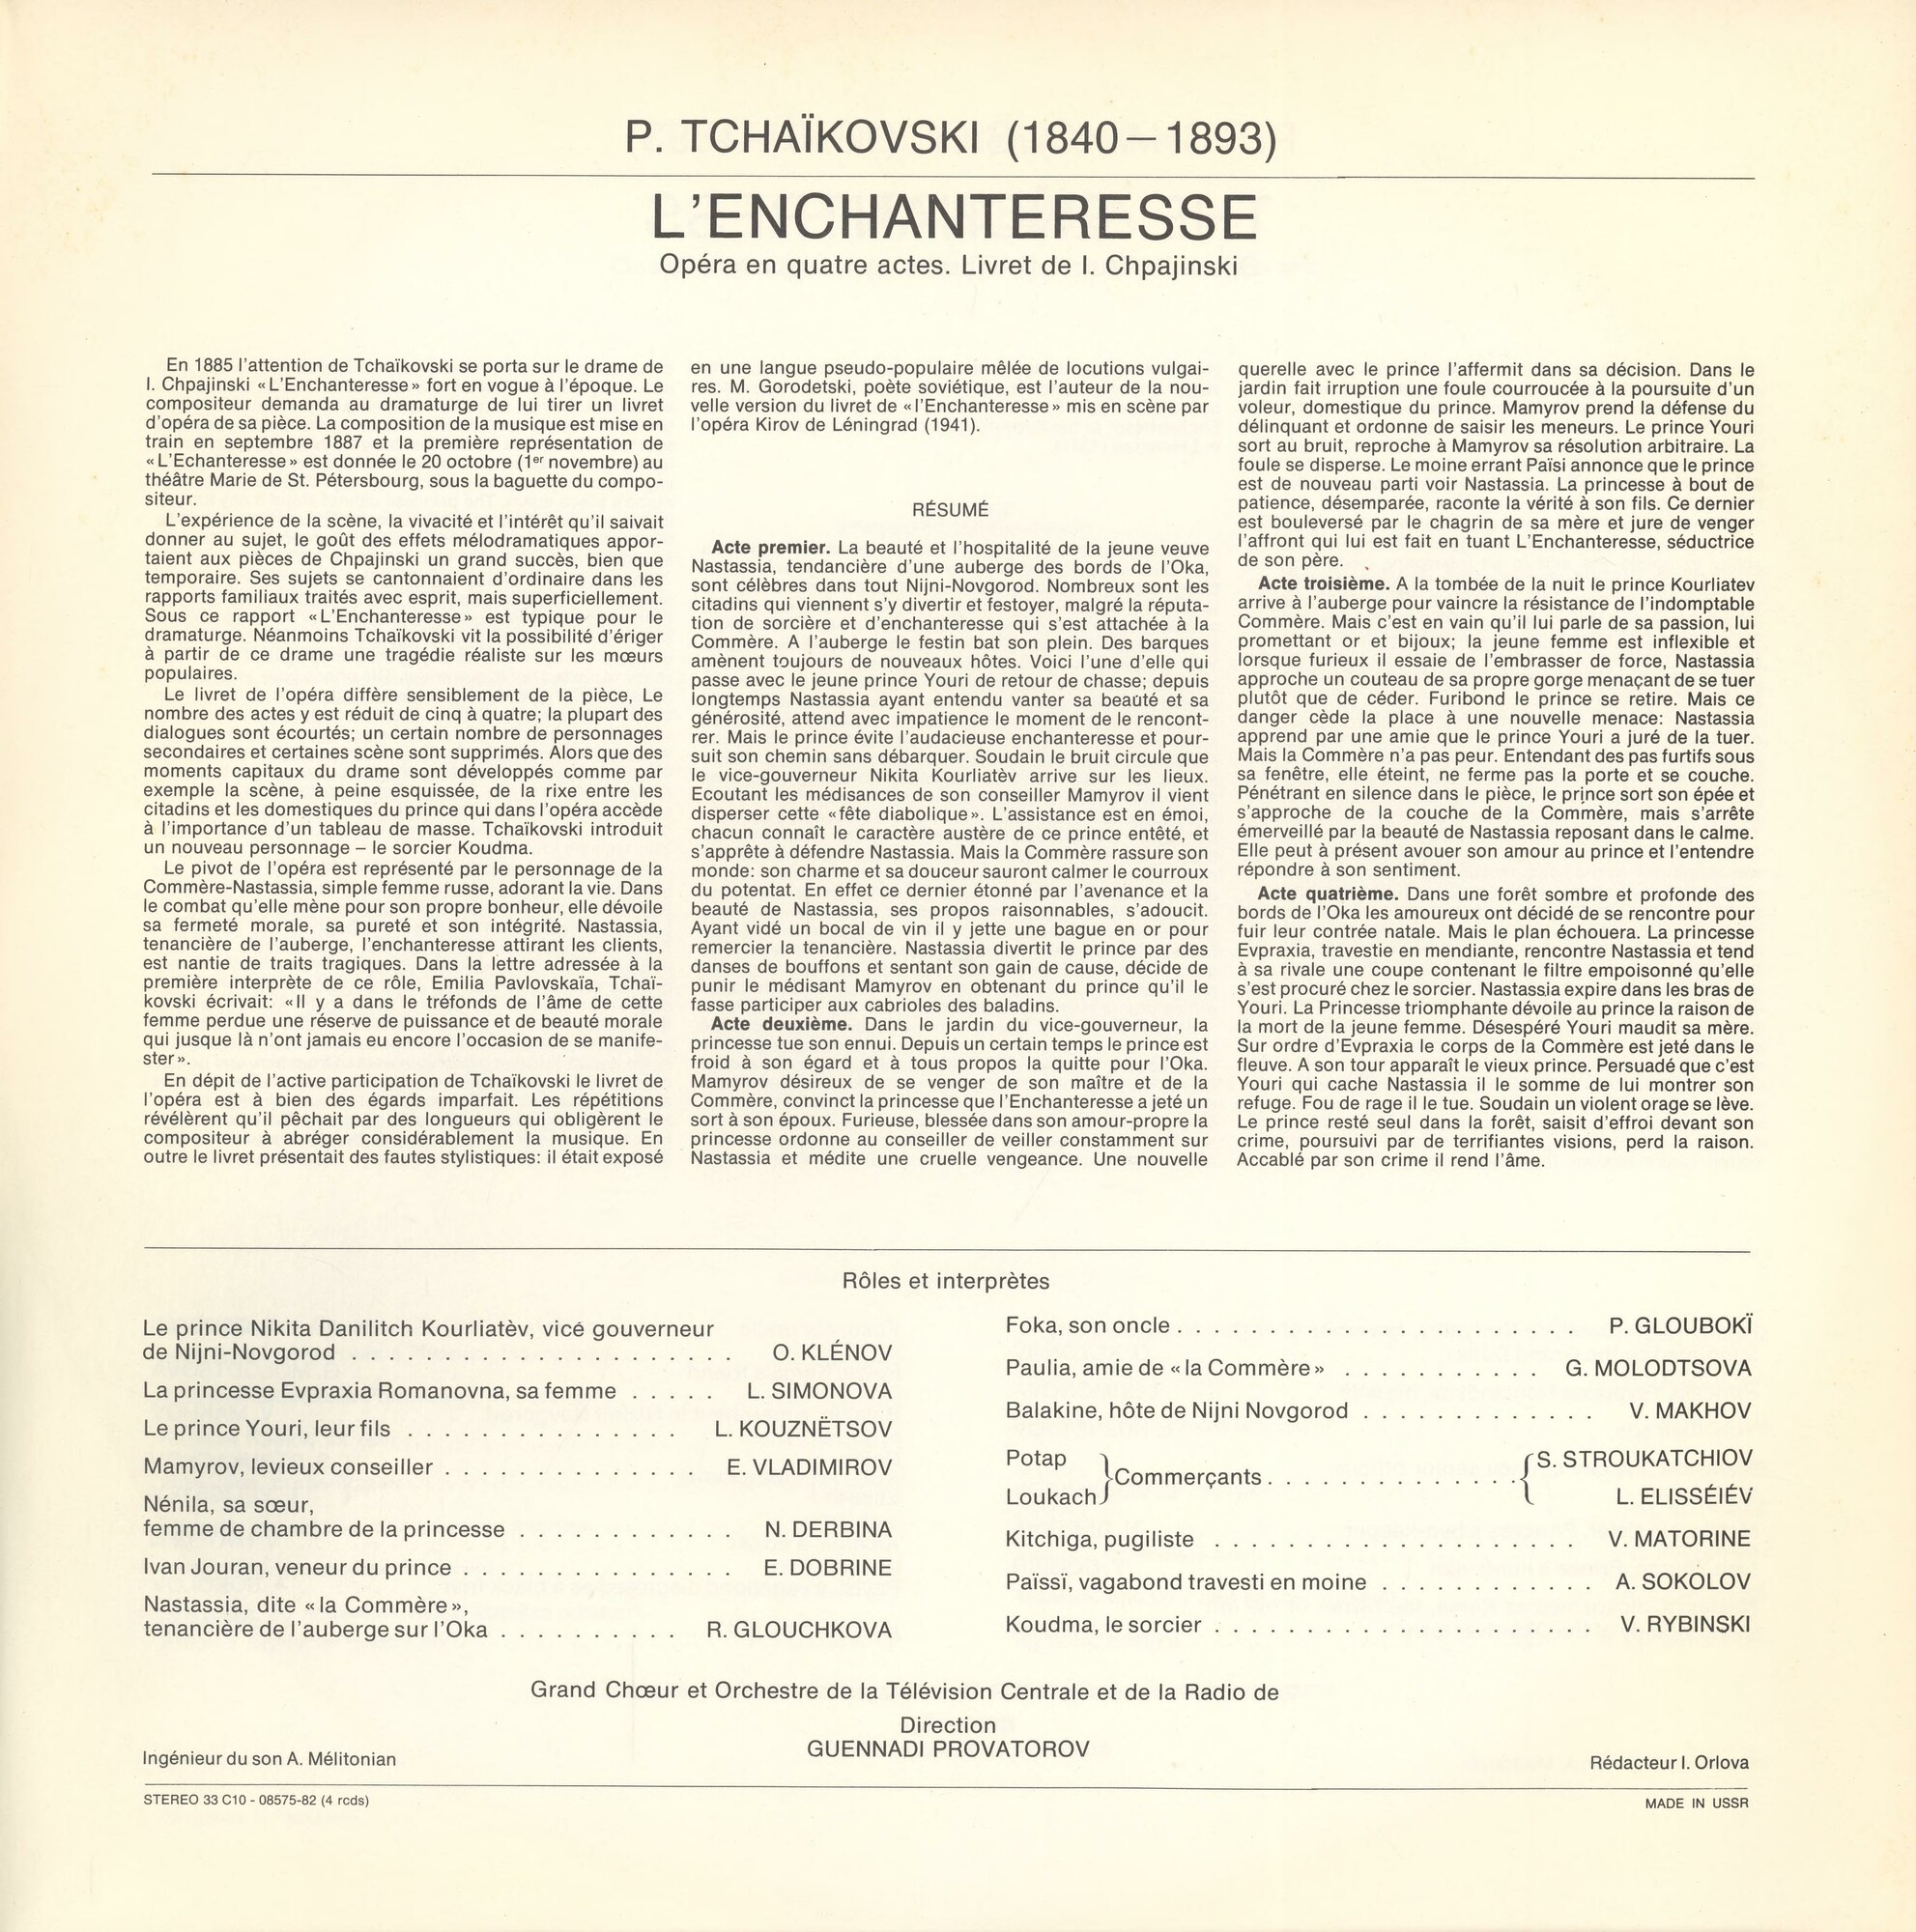 P. TCHAÏKOVSKI (1840—1893)
L'ENCHANTERESSE
Opéra en quatre actes. Livret de I. Chpajinski
En 1885 l'attention de Tchaïkovski se porta sur le drame de
I. Chpajinski «L'Enchanteresse» fort en vogue à l'époque. Le
compositeur demanda au dramaturge de lui tirer un livret
d'opéra de sa pièce. La composition de la musique est mise en
train en septembre 1887 et la première représentation de
«L'Echanteresse» est donnée le 20 octobre (1er novembre) au
théâtre Marie de St. Pétersbourg, sous la baguette du compo-
siteur.
L'expérience de la scène, la vivacité et l'intérêt qu'il saivait
donner au sujet, le goût des effets mélodramatiques appor-
taient aux pièces de Chpajinski un grand succès, bien que
temporaire. Ses sujets se cantonnaient d'ordinaire dans les
rapports familiaux traités avec esprit, mais superficiellement.
Sous ce rapport «L'Enchanteresse» est typique pour le
dramaturge. Néanmoins Tchaïkovski vit la possibilité d'ériger
à partir de ce drame une tragédie réaliste sur les mœurs
populaires.
Le livret de l'opéra diffère sensiblement de la pièce, Le
nombre des actes y est réduit de cinq à quatre; la plupart des
dialogues sont écourtés; un certain nombre de personnages
secondaires et certaines scène sont supprimés. Alors que des
moments capitaux du drame sont développés comme par
exemple la scène, à peine esquissée, de la rixe entre les
citadins et les domestiques du prince qui dans l'opéra accède
à l'importance d'un tableau de masse. Tchaïkovski introduit
un nouveau personnage – le sorcier Koudma.
Le pivot de l'opéra est représenté par le personnage de la
Commère-Nastassia, simple femme russe, adorant la vie. Dans
le combat qu'elle mène pour son propre bonheur, elle dévoile
sa fermeté morale, sa pureté et son intégrité. Nastassia,
tenancière de l'auberge, l'enchanteresse attirant les clients,
est nantie de traits tragiques. Dans la lettre adressée à la
première interprète de ce rôle, Emilia Pavlovskaïa, Tchaï-
kovski écrivait: «Il y a dans le tréfonds de l'âme de cette
femme perdue une réserve de puissance et de beauté morale
qui jusque là n'ont jamais eu encore l'occasion de se manife-
ster».
En dépit de l'active participation de Tchaïkovski le livret de
l'opéra est à bien des égards imparfait. Les répétitions
révélèrent qu'il pêchait par des longueurs qui obligèrent le
compositeur à abréger considérablement la musique. En
outre le livret présentait des fautes stylistiques: il était exposé
en une langue pseudo-populaire mêlée de locutions vulgai-
res. M. Gorodetski, poète soviétique, est l'auteur de la nou-
velle version du livret de «l'Enchanteresse» mis en scène par
l'opéra Kirov de Léningrad (1941).
RÉSUMÉ
Acte premier. La beauté et l'hospitalité de la jeune veuve
Nastassia, tendancière d'une auberge des bords de l'Oka,
sont célèbres dans tout Nijni-Novgorod. Nombreux sont les
citadins qui viennent s'y divertir et festoyer, malgré la réputa-
tion de sorcière et d'enchanteresse qui s'est attachée à la
Commère. A l'auberge le festin bat son plein. Des barques
amènent toujours de nouveaux hôtes. Voici l'une d'elle qui
passe avec le jeune prince Youri de retour de chasse; depuis
longtemps Nastassia ayant entendu vanter sa beauté et sa
générosité, attend avec impatience le moment de le rencont-
rer. Mais le prince évite l'audacieuse enchanteresse et pour-
suit son chemin sans débarquer. Soudain le bruit circule que
le vice-gouverneur Nikita Kourliatèv arrive sur les lieux.
Ecoutant les médisances de son conseiller Mamyrov il vient
disperser cette «fête diabolique». L'assistance est en émoi,
chacun connaît le caractère austère de ce prince entêté, et
s'apprête à défendre Nastassia. Mais la Commère rassure son
monde: son charme et sa douceur sauront calmer le courroux
du potentat. En effet ce dernier étonné par l'avenance et la
beauté de Nastassia, ses propos raisonnables, s'adoucit.
Ayant vidé un bocal de vin il y jette une bague en or pour
remercier la tenancière. Nastassia divertit le prince par des
danses de bouffons et sentant son gain de cause, décide de
punir le médisant Mamyrov en obtenant du prince qu'il le
fasse participer aux cabrioles des baladins.
Acte deuxième. Dans le jardin du vice-gouverneur, la
princesse tue son ennui. Depuis un certain temps le prince est
froid à son égard et à tous propos la quitte pour l'Oka.
Mamyrov désireux de se venger de son maître et de la
Commère, convinct la princesse que l'Enchanteresse a jeté un
sort à son époux. Furieuse, blessée dans son amour-propre la
princesse ordonne au conseiller de veiller constamment sur
Nastassia et médite une cruelle vengeance. Une nouvelle
querelle avec le prince l'affermit dans sa décision. Dans le
jardin fait irruption une foule courroucée à la poursuite d'un
voleur, domestique du prince. Mamyrov prend la défense du
délinquant et ordonne de saisir les meneurs. Le prince Youri
sort au bruit, reproche à Mamyrov sa résolution arbitraire. La
foule se disperse. Le moine errant Païsi annonce que le prince
est de nouveau parti voir Nastassia. La princesse à bout de
patience, désemparée, raconte la vérité à son fils. Ce dernier
est bouleversé par le chagrin de sa mère et jure de venger
l'affront qui lui est fait en tuant L'Enchanteresse, séductrice
de son père.
Acte troisième. A la tombée de la nuit le prince Kourliatev
arrive à l'auberge pour vaincre la résistance de l'indomptable
Commère. Mais c'est en vain qu'il lui parle de sa passion, lui
promettant or et bijoux; la jeune femme est inflexible et
lorsque furieux il essaie de l'embrasser de force, Nastassia
approche un couteau de sa propre gorge menaçant de se tuer
plutôt que de céder. Furibond le prince se retire. Mais ce
danger cède la place à une nouvelle menace: Nastassia
apprend par une amie que le prince Youri a juré de la tuer.
Mais la Commère n'a pas peur. Entendant des pas furtifs sous
sa fenêtre, elle éteint, ne ferme pas la porte et se couche.
Pénétrant en silence dans le pièce, le prince sort son épée et
s'approche de la couche de la Commère, mais s'arrête
émerveillé par la beauté de Nastassia reposant dans le calme.
Elle peut à présent avouer son amour au prince et l'entendre
répondre à son sentiment.
Acte quatrième. Dans une forêt sombre et profonde des
bords de l'Oka les amoureux ont décidé de se rencontre pour
fuir leur contrée natale. Mais le plan échouera. La princesse
Evpraxia, travestie en mendiante, rencontre Nastassia et tend
à sa rivale une coupe contenant le filtre empoisonné qu'elle
s'est procuré chez le sorcier. Nastassia expire dans les bras de
Youri. La Princesse triomphante dévoile au prince la raison de
la mort de la jeune femme. Désespéré Youri maudit sa mère.
Sur ordre d'Evpraxia le corps de la Commère est jeté dans le
fleuve. A son tour apparaît le vieux prince. Persuadé que c'est
Youri qui cache Nastassia il le somme de lui montrer son
refuge. Fou de rage il le tue. Soudain un violent orage se lève.
Le prince resté seul dans la forêt, saisit d'effroi devant son
crime, poursuivi par de terrifiantes visions, perd la raison.
Accablé par son crime il rend l'âme.
Rôles et interprètes
Le prince Nikita Danilitch Kourliatèv, vicé gouverneur
de Nijni-Novgorod . . . . . . . . . . . . . . . . . . . . . O. KLÉNOV
La princesse Evpraxia Romanovna, sa femme . . . . . L. SIMONOVA
Le prince Youri, leur fils . . . . . . . . . . . . . . . L. KOUZNËTSOV
Mamyrov, levieux conseiller . . . . . . . . . . . . . . E. VLADIMIROV
Nénila, sa sœur,
femme de chambre de la princesse . . . . . . . . . . . . N. DERBINA
Ivan Jouran, veneur du prince . . . . . . . . . . . . . . . E. DOBRINE
Nastassia, dite «la Commère»,
tenancière de l'auberge sur l'Oka . . . . . . . . . . R. GLOUCHKOVA
Foka, son oncle . . . . . . . . . . . . . . . . . . . . . . P. GLOUBOKÏ
Paulia, amie de «la Commère» . . . . . . . . . . . G. MOLODTSOVA
Balakine, hôte de Nijni Novgorod . . . . . . . . . . . . . V. MAKHOV
Potap S. STROUKATCHIOV
Commerçants . . . . . . . . . . . . . .
Loukach L. ELISSÉIÉV
Kitchiga, pugiliste . . . . . . . . . . . . . . . . . . . . V. MATORINE
Païssï, vagabond travesti en moine . . . . . . . . . . . . A. SOKOLOV
Koudma, le sorcier . . . . . . . . . . . . . . . . . . . . . V. RYBINSKI
Grand Chœur et Orchestre de la Télévision Centrale et de la Radio de
Direction
GUENNADI PROVATOROV
Ingénieur du son A. Mélitonian
Rédacteur I. Orlova
STEREO 33 C10 - 08575-82 (4 rcds)
MADE IN USSR